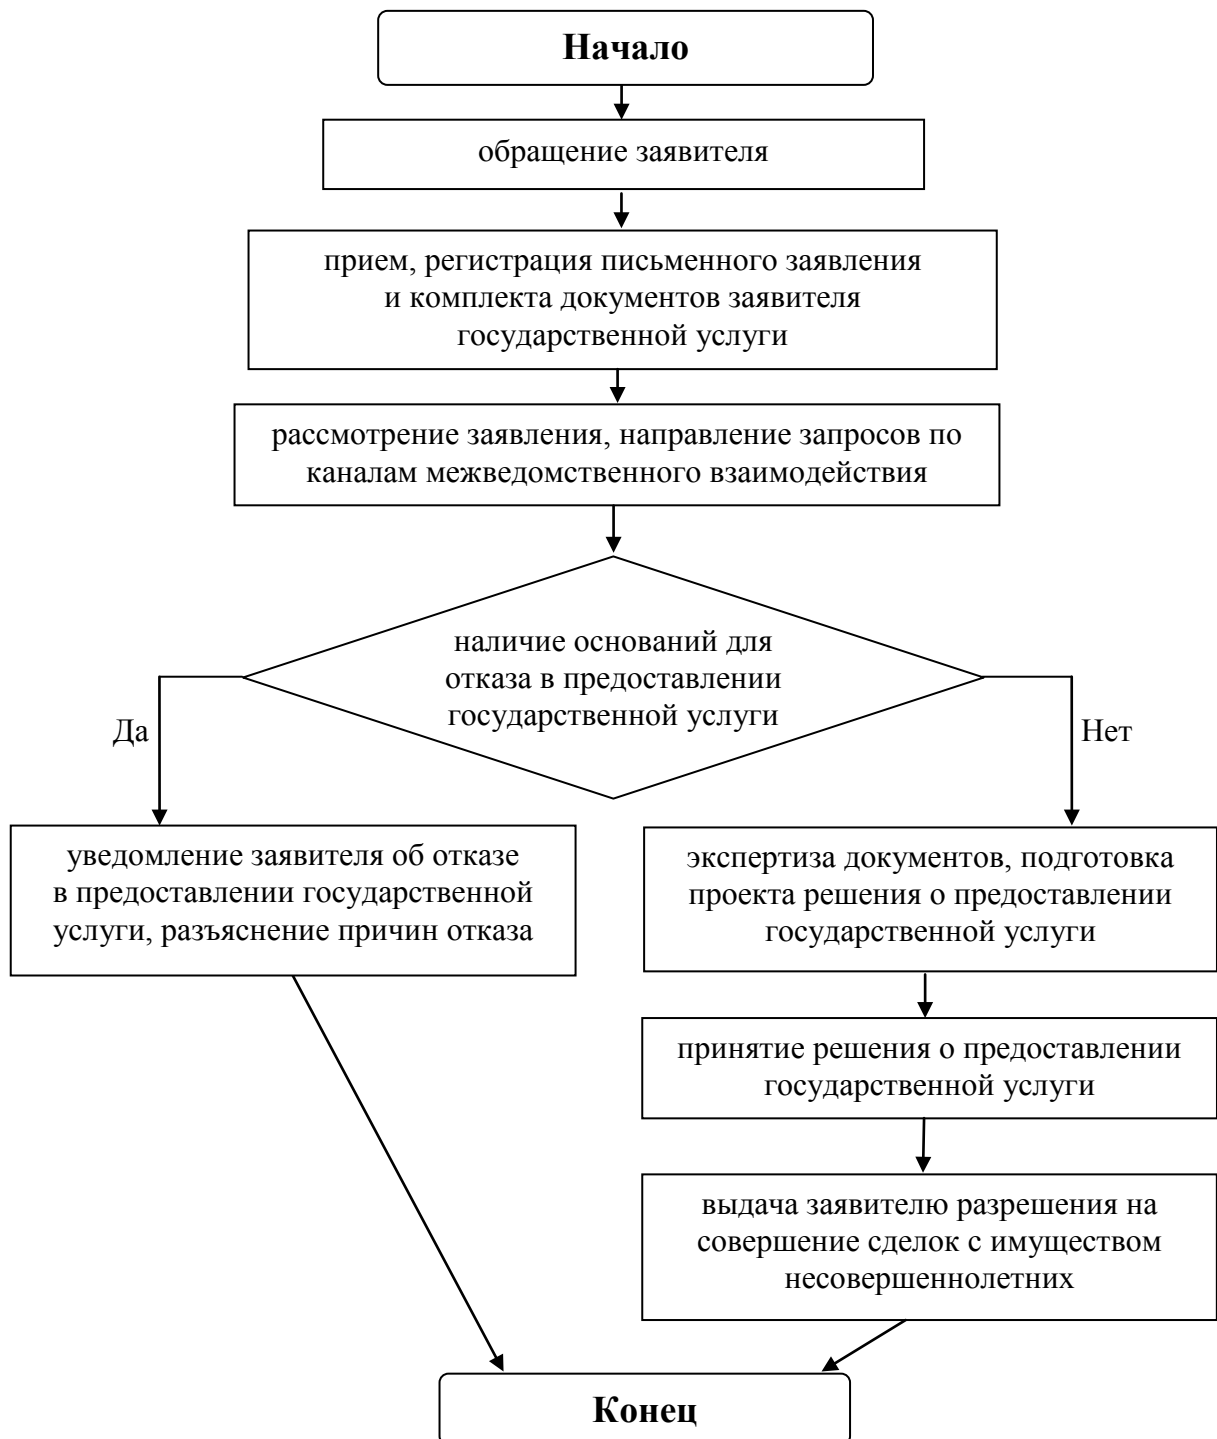 Начало
обращение заявителя
прием, регистрация письменного заявления
и комплекта документов заявителя
государственной услуги
рассмотрение заявления, направление запросов по
каналам межведомственного взаимодействия
наличие оснований для
отказа в предоставлении
государственной услуги
Да
Нет
уведомление заявителя об отказе
в предоставлении государственной
услуги, разъяснение причин отказа
экспертиза документов, подготовка
проекта решения о предоставлении
государственной услуги
принятие решения о предоставлении
государственной услуги
выдача заявителю разрешения на
совершение сделок с имуществом
несовершеннолетних
Конец